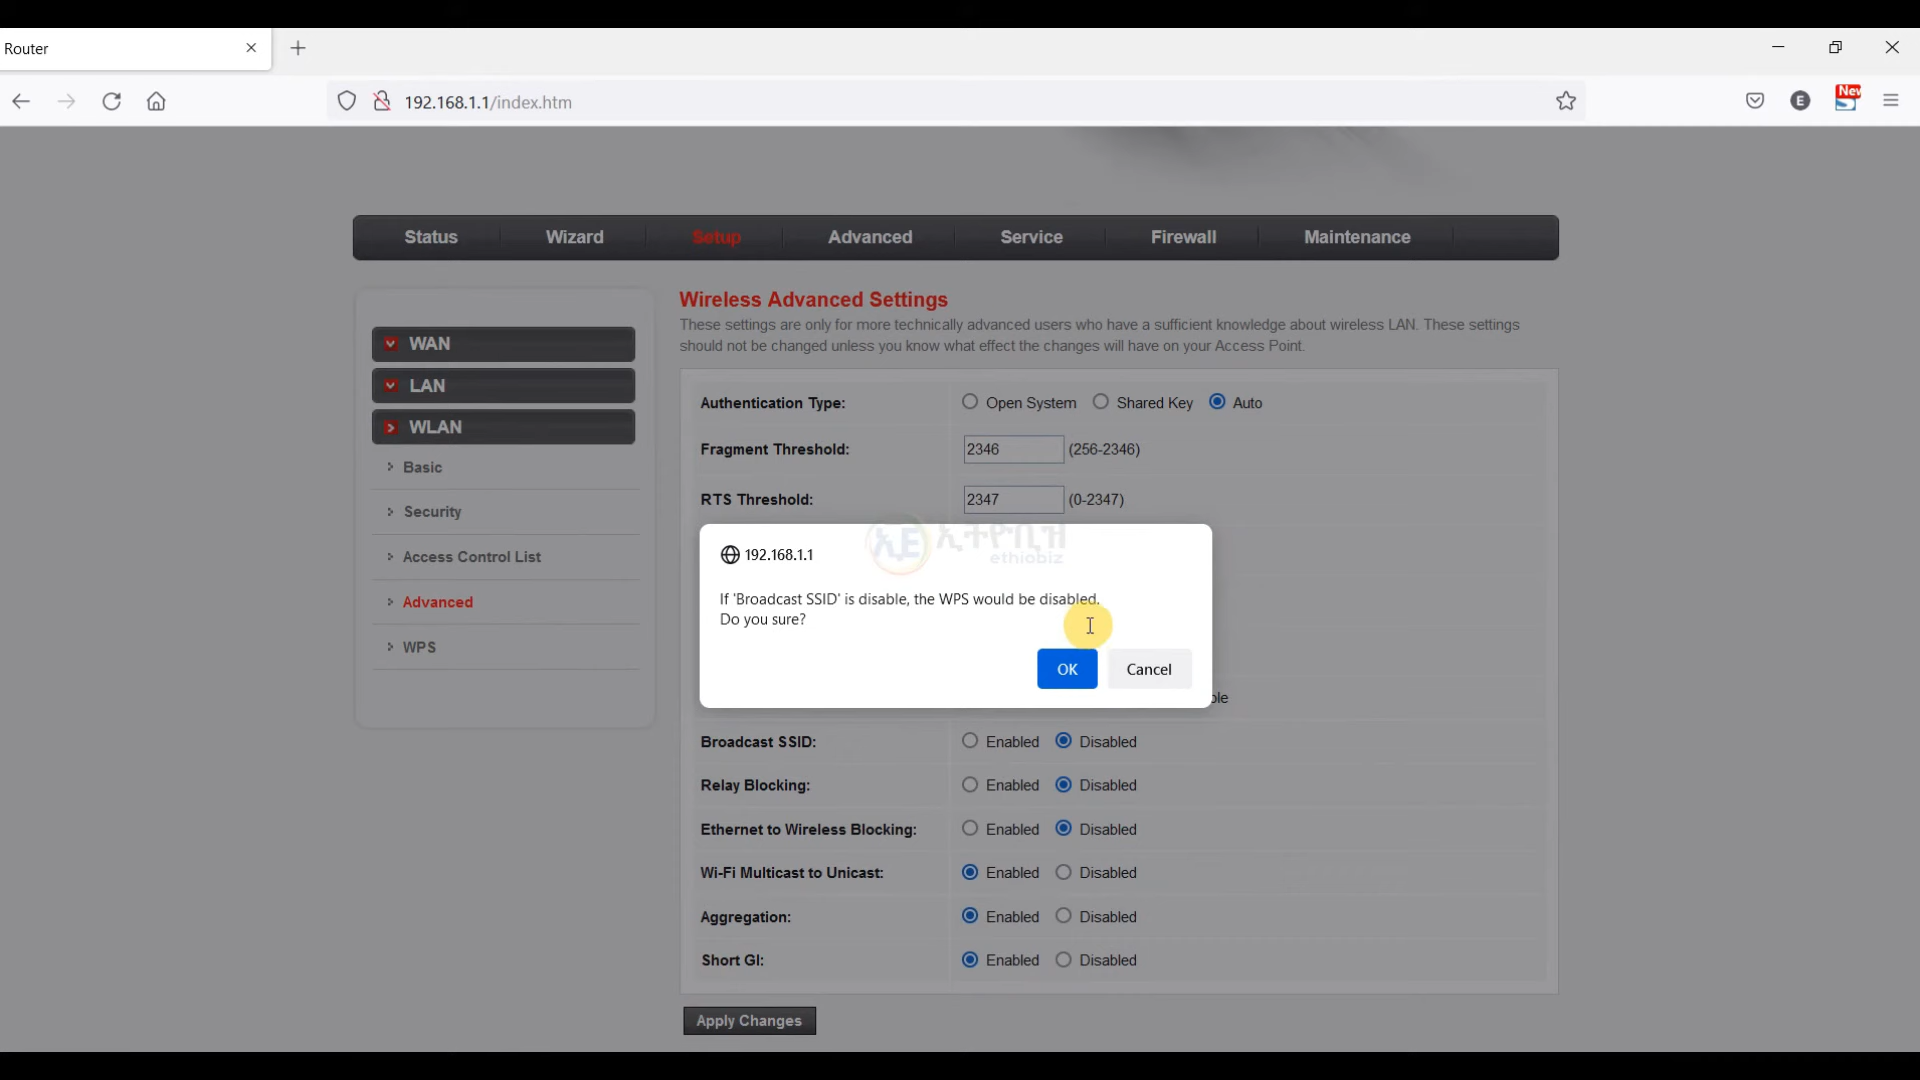 Router
192.168.1.1/index.htm
E
New
Status
Wizard
Setup
Advanced
Service
Firewall
Maintenance
WAN
LAN
WLAN
Basic
Security
Access Control List
Advanced
WPS
Wireless Advanced Settings
These settings are only for more technically advanced users who have a sufficient knowledge about wireless LAN. These settings
should not be changed unless you know what effect the changes will have on your Access Point.
Authentication Type: Open System Shared Key Auto
Fragment Threshold: 2346 (256-2346)
RTS Threshold: 2347 (0-2347)
አE ኢትዮቢዝ
ethiobiz
192.168.1.1
If 'Broadcast SSID' is disable, the WPS would be disabled.
Do you sure?
OK Cancel
Broadcast SSID: Enabled Disabled
Relay Blocking: Enabled Disabled
Ethernet to Wireless Blocking: Enabled Disabled
Wi-Fi Multicast to Unicast: Enabled Disabled
Aggregation: Enabled Disabled
Short GI: Enabled Disabled
Apply Changes